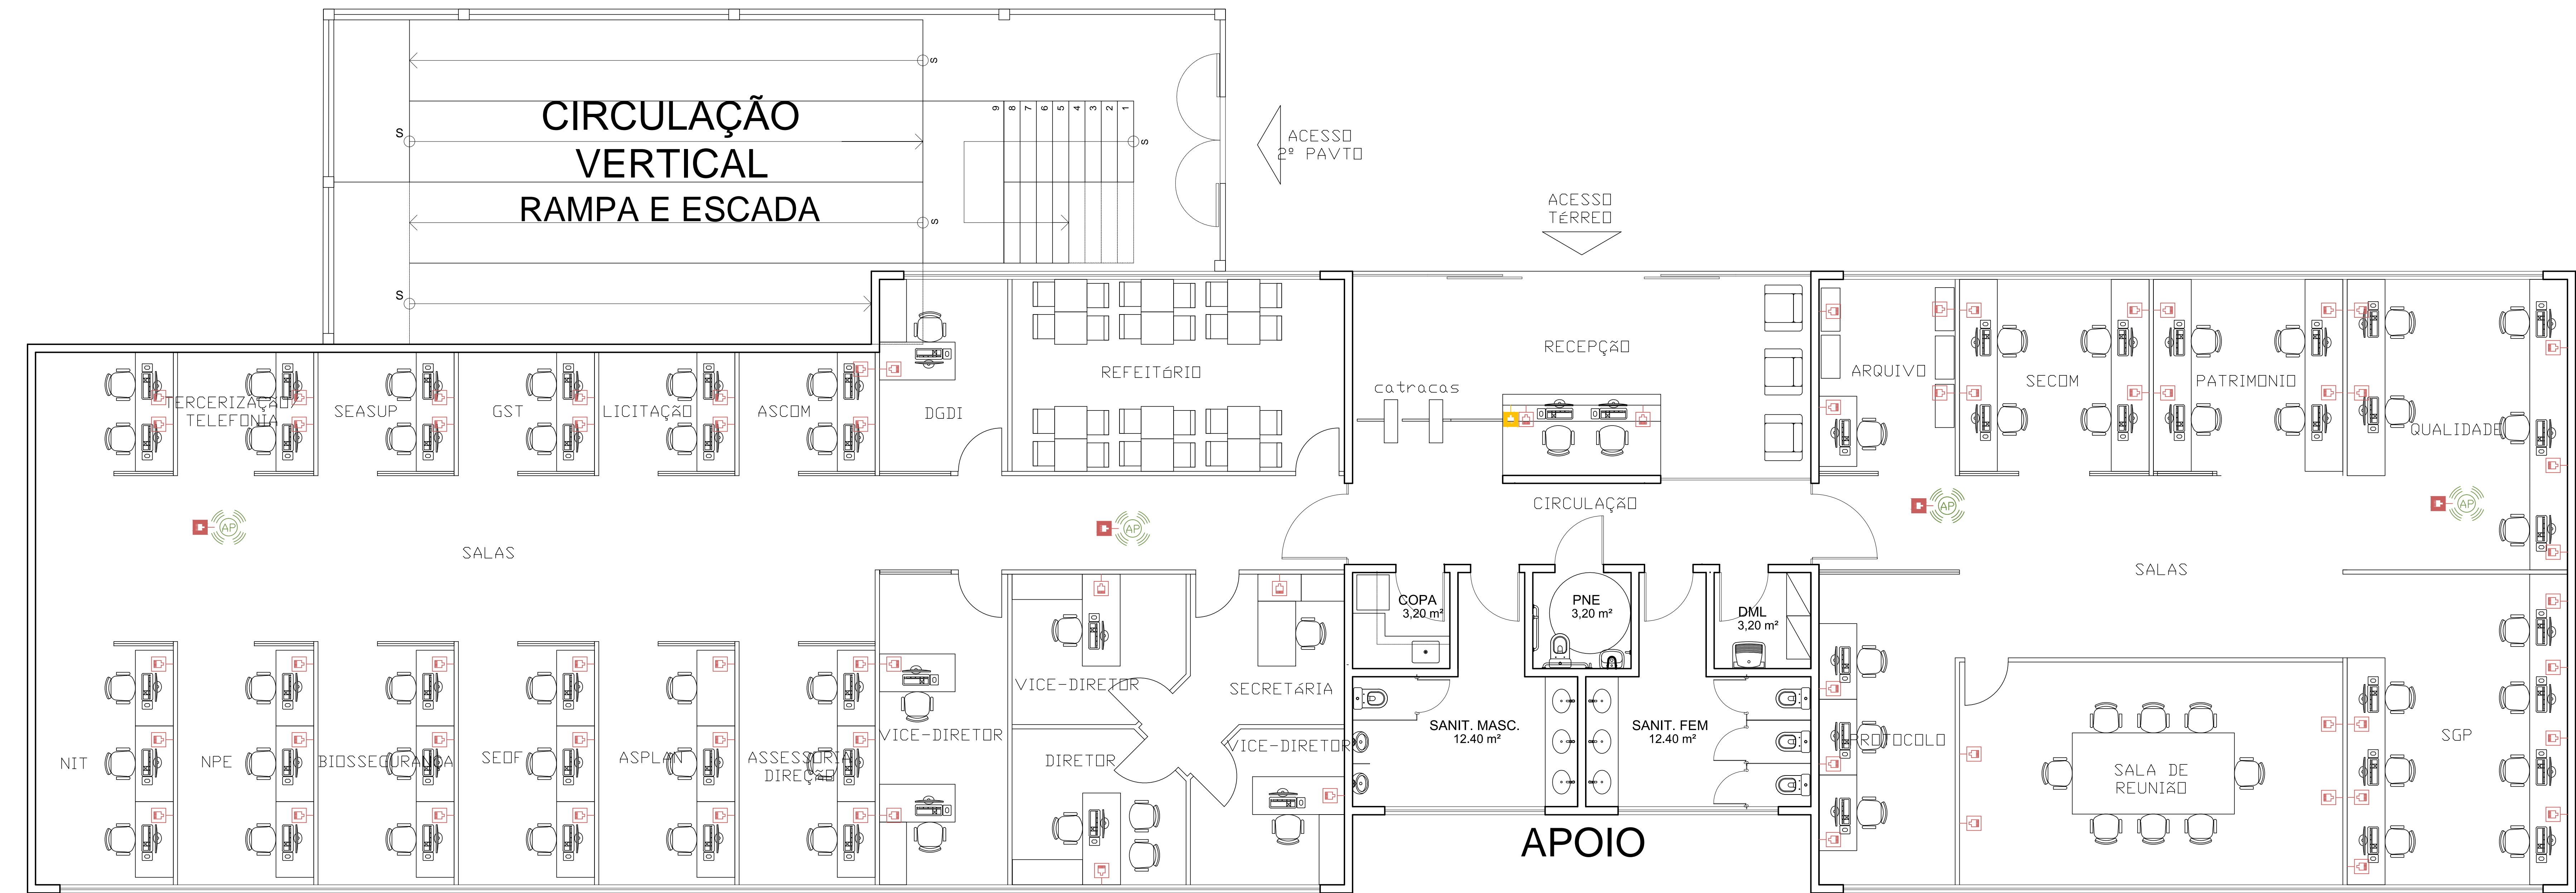 CIRCULAÇÃO
VERTICAL
RAMPA E ESCADA
S
S
S
S
S
9 8 7 6 5 4 3 2 1
ACESSO
2º PAVTO
ACESSO
TÉRREO
TERCERIZAÇÃO/
TELEFONIA
SEASUP
GST
LICITAÇÃO
ASCOM
DGDI
REFEITÓRIO
catracas
RECEPÇÃO
ARQUIVO
SECOM
PATRIMONIO
QUALIDADE
AP
AP
CIRCULAÇÃO
AP
AP
SALAS
SALAS
COPA
3,20 m²
PNE
3,20 m²
DML
3,20 m²
VICE-DIRETOR
SECRETÁRIA
NIT
NPE
BIOSSEGURANÇA
SEOF
ASPLAN
ASSESSORIA
DIREÇÃO
VICE-DIRETOR
DIRETOR
VICE-DIRETOR
SANIT. MASC.
12.40 m²
SANIT. FEM
12.40 m²
PROTOCOLO
SALA DE
REUNIÃO
SGP
APOIO